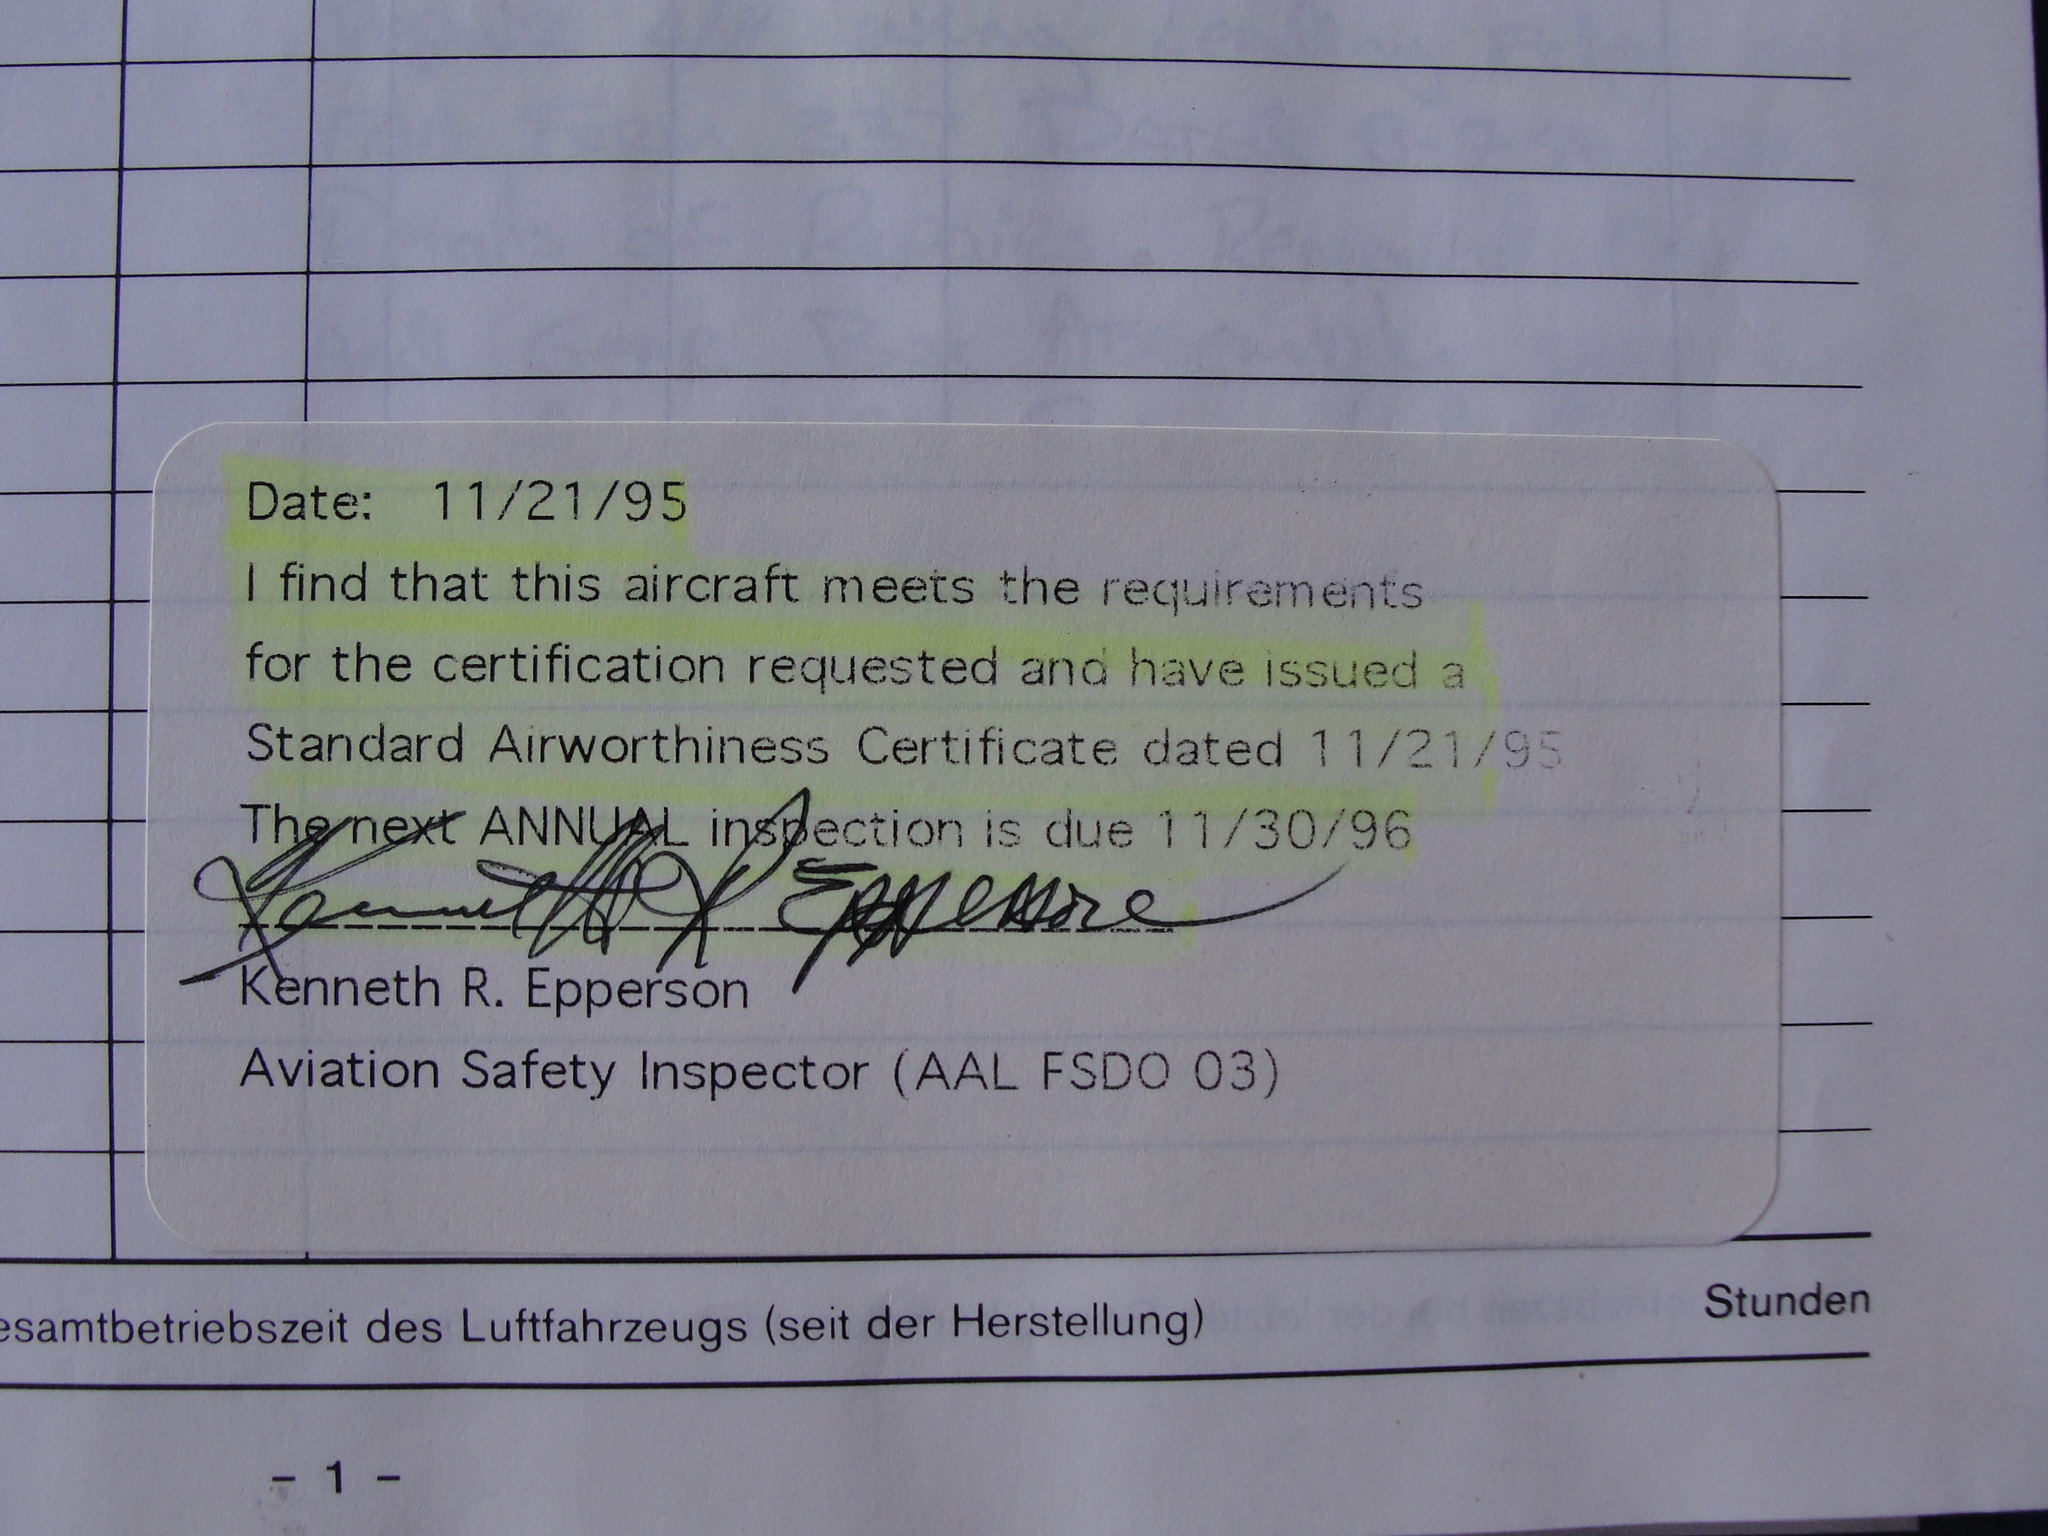 Date: 11/21/95
I find that this aircraft meets the requirements
for the certification requested and have issued a
Standard Airworthiness Certificate dated 11/21/95
The next ANNUAL inspection is due 11/30/96
Kenneth R Epperson
Kenneth R. Epperson
Aviation Safety Inspector (AAL FSDO 03)
esamtbetriebszeit des Luftfahrzeugs (seit der Herstellung) Stunden
- 1 -